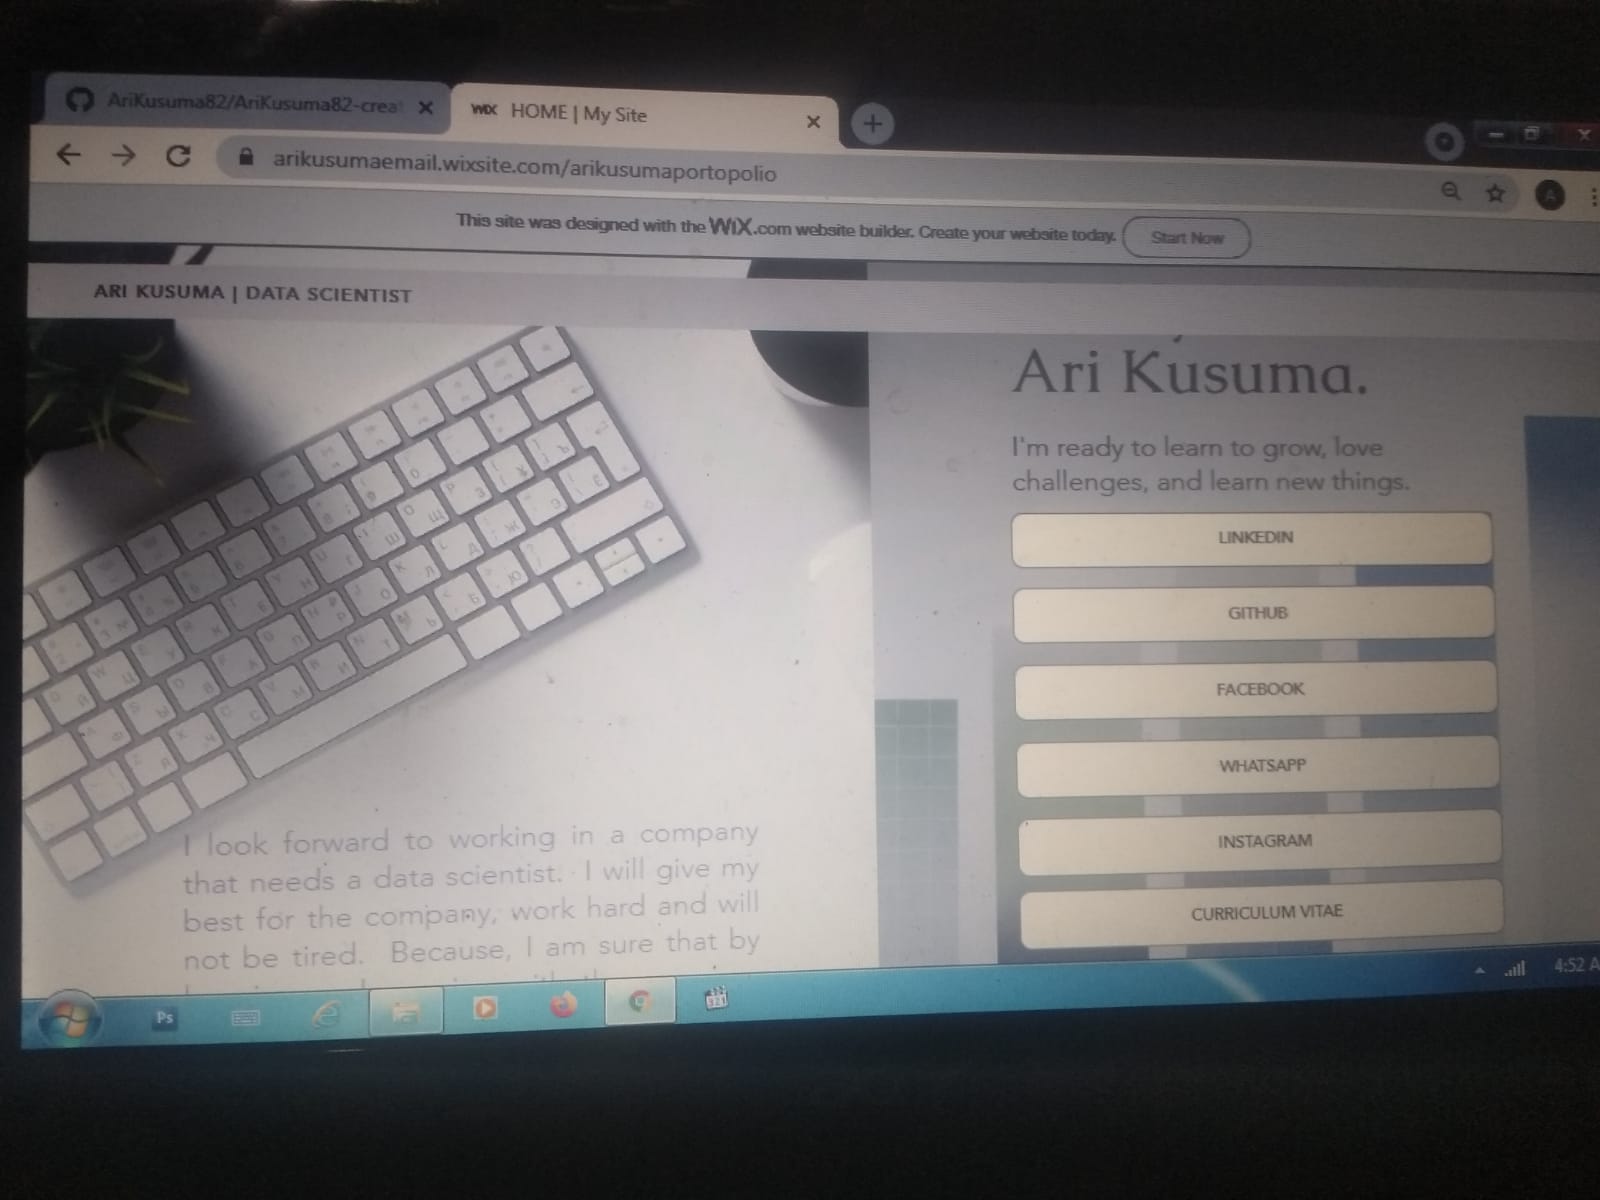 AriKusuma82/AriKusuma82-crea
WIX HOME | My Site
arikusumaemail.wixsite.com/arikusumaportopolio
This site was designed with the WIX.com website builder. Create your website today.
Start Now
ARI KUSUMA | DATA SCIENTIST
Ari Kusuma.
I'm ready to learn to grow, love
challenges, and learn new things.
LINKEDIN
GITHUB
FACEBOOK
WHATSAPP
INSTAGRAM
CURRICULUM VITAE
I look forward to working in a company
that needs a data scientist. I will give my
best for the company, work hard and will
not be tired. Because, I am sure that by
Ps
321
4:52 A